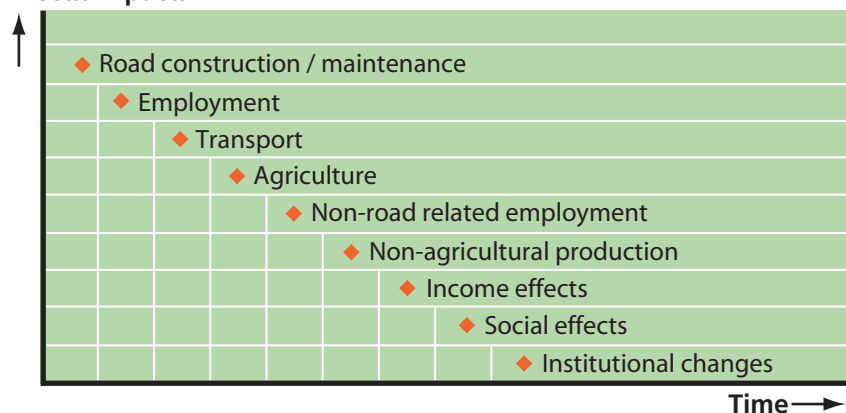 Road construction / maintenance
Employment
Transport
Agriculture
Non-road related employment
Non-agricultural production
Income effects
Social effects
Institutional changes
Time